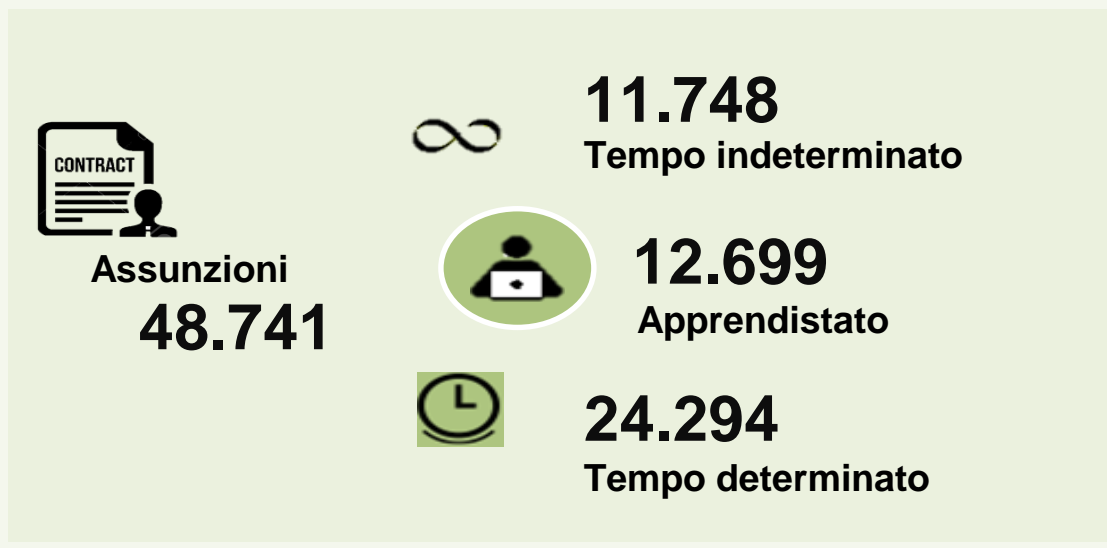 CONTRACT
Assunzioni
48.741
11.748
Tempo indeterminato
12.699
Apprendistato
24.294
Tempo determinato